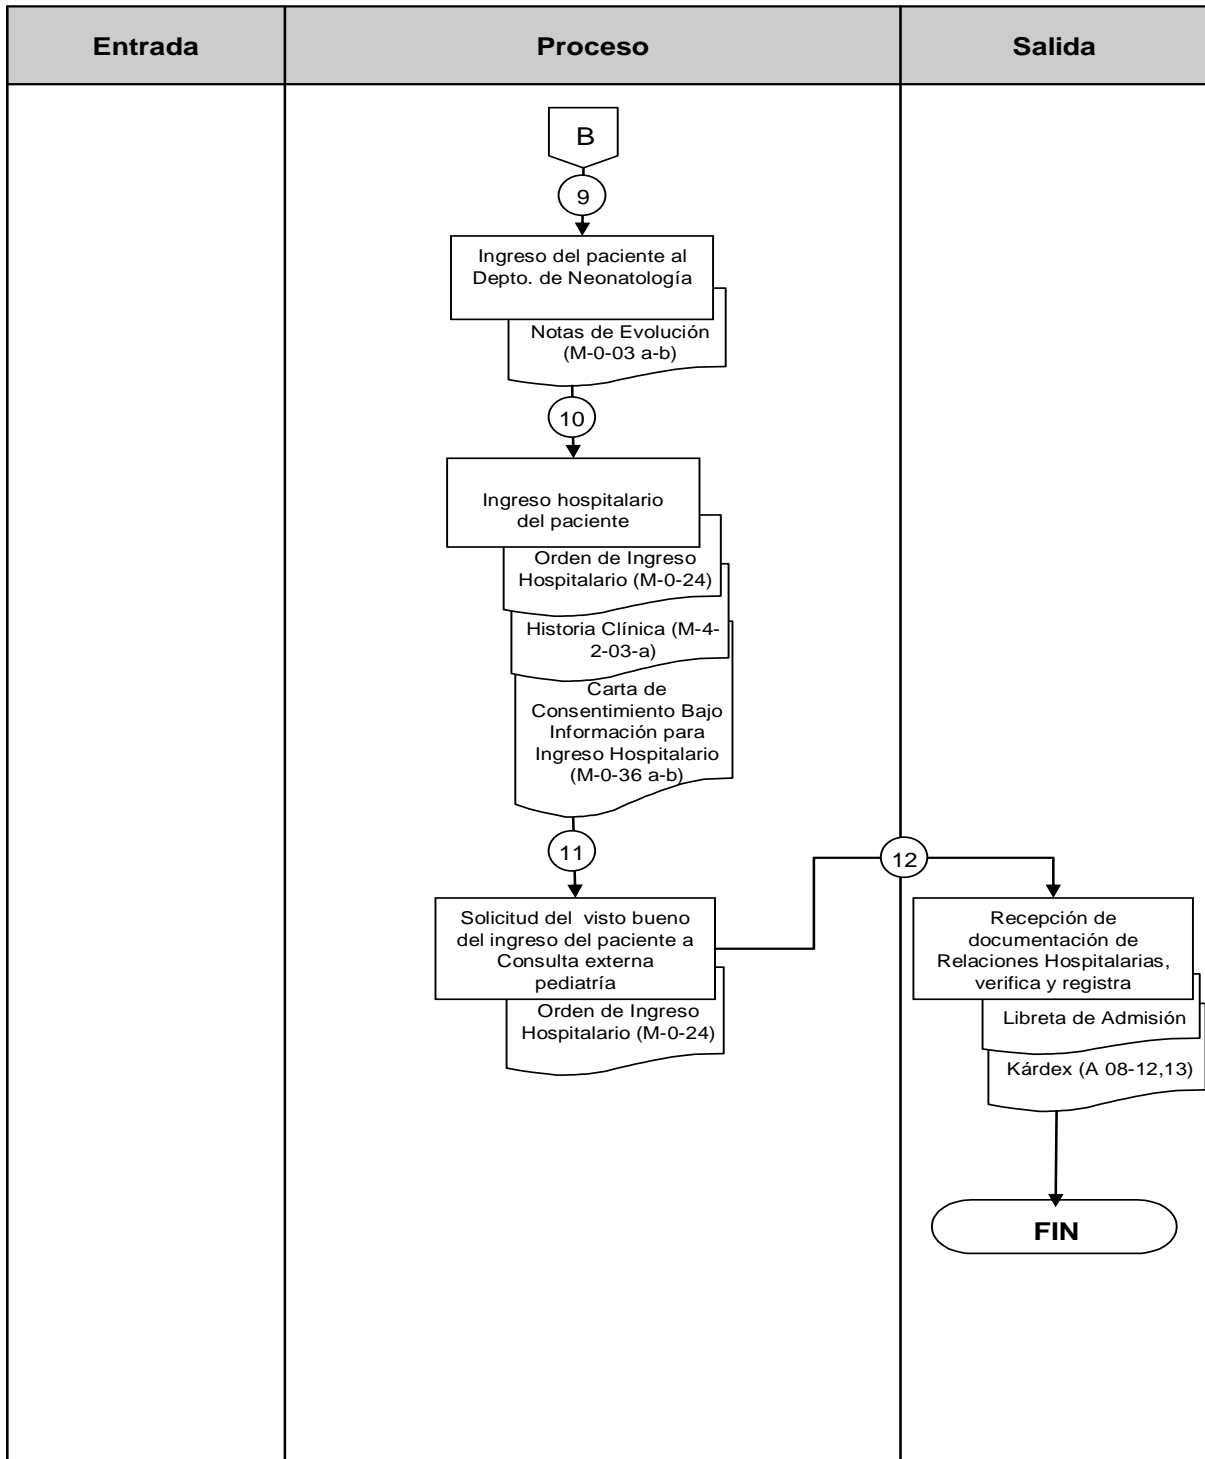 Entrada
Proceso
Salida
B
9
Ingreso del paciente al
Depto. de Neonatología
Notas de Evolución
(M-0-03 a-b)
10
Ingreso hospitalario
del paciente
Orden de Ingreso
Hospitalario (M-0-24)
Historia Clínica (M-4-
2-03-a)
Carta de
Consentimiento Bajo
Información para
Ingreso Hospitalario
(M-0-36 a-b)
11
Solicitud del visto bueno
del ingreso del paciente a
Consulta externa
pediatría
Orden de Ingreso
Hospitalario (M-0-24)
12
Recepción de
documentación de
Relaciones Hospitalarias,
verifica y registra
Libreta de Admisión
Kárdex (A 08-12,13)
FIN